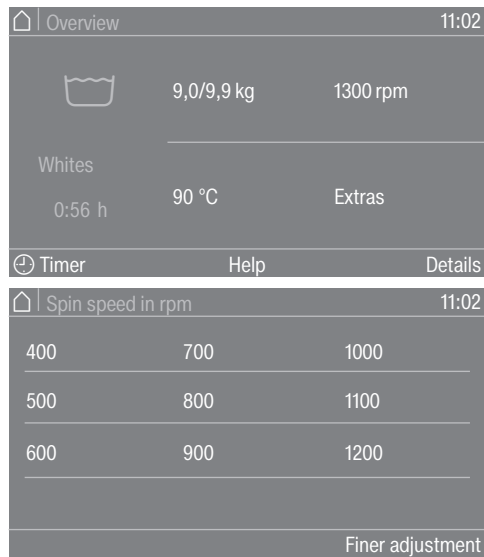 Overview 11:02
9,0/9,9 kg 1300 rpm
Whites
90 °C Extras
0:56 h
Timer Help Details
Spin speed in rpm 11:02
400 700 1000
500 800 1100
600 900 1200
Finer adjustment